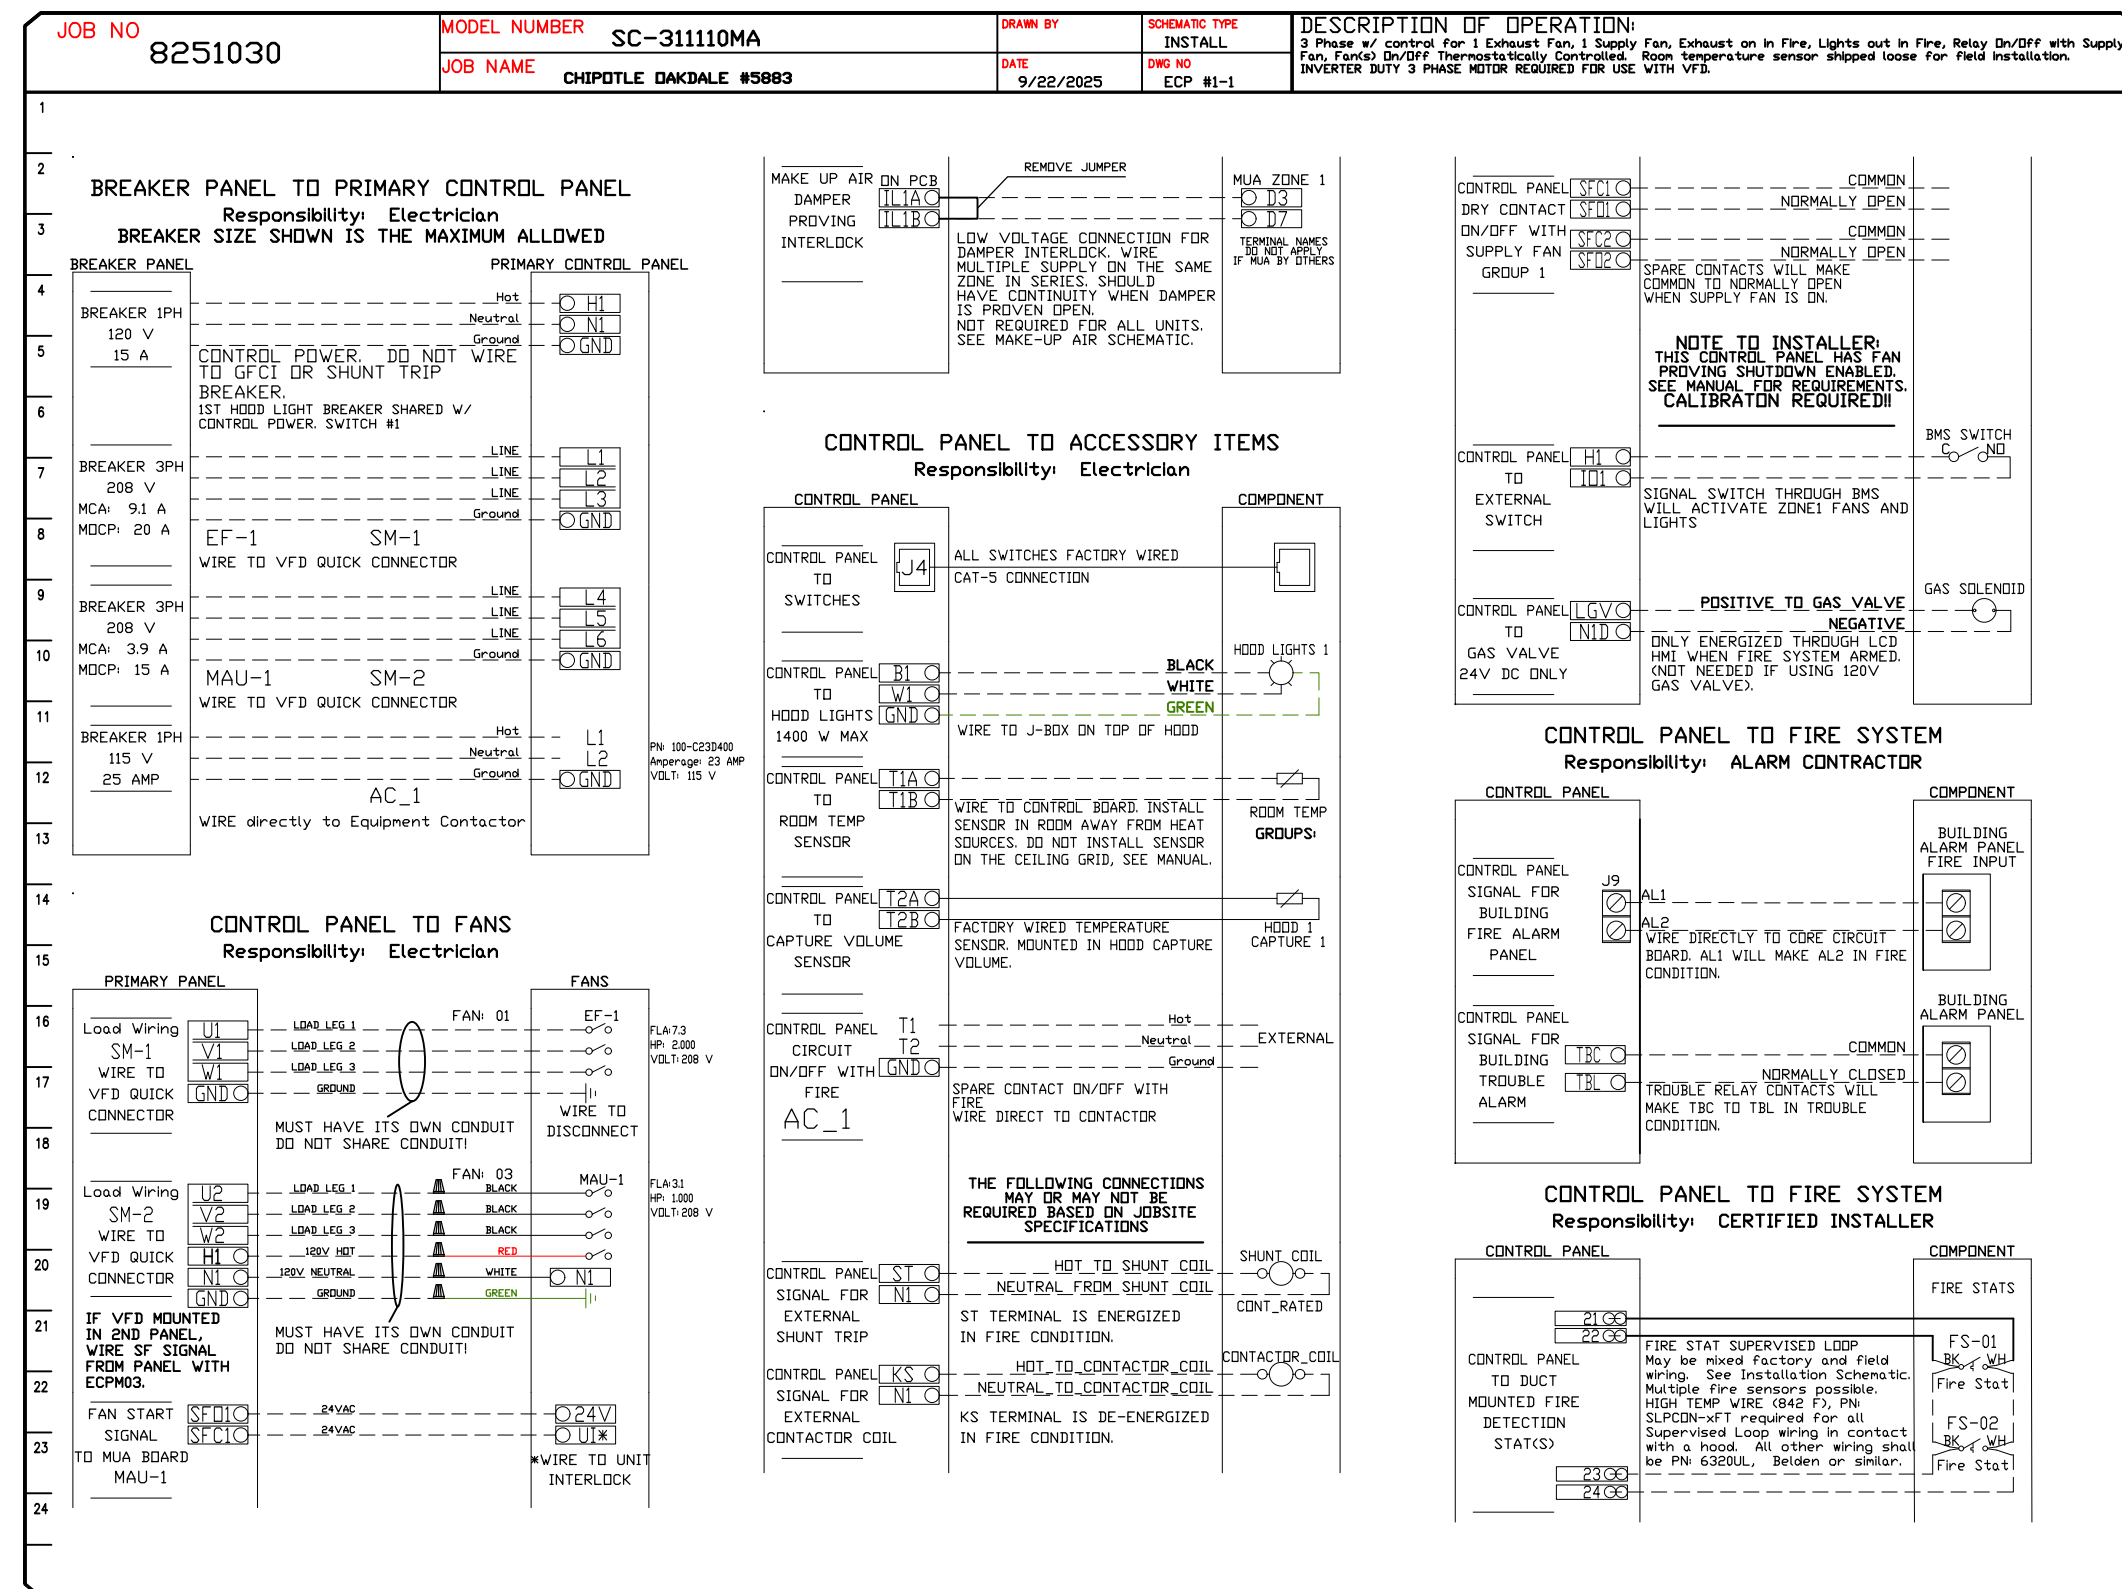 JOB NO
8251030
MODEL NUMBER
SC-311110MA
JOB NAME
CHIPOTLE OAKDALE #5883
DRAWN BY
DATE
9/22/2025
SCHEMATIC TYPE
INSTALL
DWG NO
ECP #1-1
DESCRIPTION OF OPERATION:
3 Phase w/ control for 1 Exhaust Fan, 1 Supply Fan, Exhaust on in Fire, Lights out in Fire, Relay On/Off with Supply
Fan, Fan(s) On/Off Thermostatically Controlled. Room temperature sensor shipped loose for field installation.
INVERTER DUTY 3 PHASE MOTOR REQUIRED FOR USE WITH VFD.
1
2
3
4
5
6
7
8
9
10
11
12
13
14
15
16
17
18
19
20
21
22
23
24
BREAKER PANEL TO PRIMARY CONTROL PANEL
Responsibility: Electrician
BREAKER SIZE SHOWN IS THE MAXIMUM ALLOWED
BREAKER PANEL
PRIMARY CONTROL PANEL
BREAKER 1PH
120 V
15 A
Hot
H1
Neutral
N1
Ground
GND
CONTROL POWER. DO NOT WIRE
TO GFCI OR SHUNT TRIP
BREAKER.
1ST HOOD LIGHT BREAKER SHARED W/
CONTROL POWER. SWITCH #1
BREAKER 3PH
208 V
MCA: 9.1 A
MOCP: 20 A
LINE
L1
LINE
L2
LINE
L3
Ground
GND
EF-1 SM-1
WIRE TO VFD QUICK CONNECTOR
BREAKER 3PH
208 V
MCA: 3.9 A
MOCP: 15 A
LINE
L4
LINE
L5
LINE
L6
Ground
GND
MAU-1 SM-2
WIRE TO VFD QUICK CONNECTOR
BREAKER 1PH
115 V
25 AMP
Hot
L1
Neutral
L2
Ground
GND
PN: 100-C23D400
Amperage: 23 AMP
VOLT: 115 V
AC_1
WIRE directly to Equipment Contactor
CONTROL PANEL TO FANS
Responsibility: Electrician
PRIMARY PANEL
FANS
Load Wiring
SM-1
WIRE TO
VFD QUICK
CONNECTOR
U1
V1
W1
GND
LOAD LEG 1
LOAD LEG 2
LOAD LEG 3
GROUND
FAN: 01
EF-1
FLA:7.3
HP: 2.000
VOLT:208 V
WIRE TO
DISCONNECT
MUST HAVE ITS OWN CONDUIT
DO NOT SHARE CONDUIT!
Load Wiring
SM-2
WIRE TO
VFD QUICK
CONNECTOR
U2
V2
W2
H1
N1
GND
LOAD LEG 1
LOAD LEG 2
LOAD LEG 3
120V HOT
120V NEUTRAL
GROUND
FAN: 03
BLACK
BLACK
BLACK
RED
WHITE
GREEN
MAU-1
N1
FLA:3.1
HP: 1.000
VOLT:208 V
IF VFD MOUNTED
IN 2ND PANEL,
WIRE SF SIGNAL
FROM PANEL WITH
ECPM03.
MUST HAVE ITS OWN CONDUIT
DO NOT SHARE CONDUIT!
FAN START
SIGNAL
TO MUA BOARD
MAU-1
SFO1
SFC1
24VAC
24VAC
24V
UI*
*WIRE TO UNIT
INTERLOCK
MAKE UP AIR
DAMPER
PROVING
INTERLOCK
ON PCB
IL1A
IL1B
REMOVE JUMPER
MUA ZONE 1
D3
D7
TERMINAL NAMES
DO NOT APPLY
IF MUA BY OTHERS
LOW VOLTAGE CONNECTION FOR
DAMPER INTERLOCK. WIRE
MULTIPLE SUPPLY ON THE SAME
ZONE IN SERIES. SHOULD
HAVE CONTINUITY WHEN DAMPER
IS PROVEN OPEN.
NOT REQUIRED FOR ALL UNITS.
SEE MAKE-UP AIR SCHEMATIC.
CONTROL PANEL TO ACCESSORY ITEMS
Responsibility: Electrician
CONTROL PANEL
COMPONENT
CONTROL PANEL
TO
SWITCHES
J4
ALL SWITCHES FACTORY WIRED
CAT-5 CONNECTION
CONTROL PANEL
TO
HOOD LIGHTS
1400 W MAX
B1
W1
GND
BLACK
WHITE
GREEN
HOOD LIGHTS 1
WIRE TO J-BOX ON TOP OF HOOD
CONTROL PANEL
TO
ROOM TEMP
SENSOR
T1A
T1B
ROOM TEMP
GROUPS:
WIRE TO CONTROL BOARD. INSTALL
SENSOR IN ROOM AWAY FROM HEAT
SOURCES. DO NOT INSTALL SENSOR
ON THE CEILING GRID, SEE MANUAL.
CONTROL PANEL
TO
CAPTURE VOLUME
SENSOR
T2A
T2B
HOOD 1
CAPTURE 1
FACTORY WIRED TEMPERATURE
SENSOR. MOUNTED IN HOOD CAPTURE
VOLUME.
CONTROL PANEL
CIRCUIT
ON/OFF WITH
FIRE
AC_1
T1
T2
GND
Hot
Neutral
Ground
EXTERNAL
SPARE CONTACT ON/OFF WITH
FIRE
WIRE DIRECT TO CONTACTOR
THE FOLLOWING CONNECTIONS
MAY OR MAY NOT BE
REQUIRED BASED ON JOBSITE
SPECIFICATIONS
CONTROL PANEL
SIGNAL FOR
EXTERNAL
SHUNT TRIP
ST
N1
HOT TO SHUNT COIL
NEUTRAL FROM SHUNT COIL
SHUNT COIL
CONT_RATED
ST TERMINAL IS ENERGIZED
IN FIRE CONDITION.
CONTROL PANEL
SIGNAL FOR
EXTERNAL
CONTACTOR COIL
KS
N1
HOT_TO_CONTACTOR_COIL
NEUTRAL_TO_CONTACTOR_COIL
CONTACTOR_COIL
KS TERMINAL IS DE-ENERGIZED
IN FIRE CONDITION.
CONTROL PANEL
DRY CONTACT
ON/OFF WITH
SUPPLY FAN
GROUP 1
SFC1
SFO1
SFC2
SFO2
COMMON
NORMALLY OPEN
COMMON
NORMALLY OPEN
SPARE CONTACTS WILL MAKE
COMMON TO NORMALLY OPEN
WHEN SUPPLY FAN IS ON.
NOTE TO INSTALLER:
THIS CONTROL PANEL HAS FAN
PROVING SHUTDOWN ENABLED.
SEE MANUAL FOR REQUIREMENTS.
CALIBRATON REQUIRED!!
CONTROL PANEL
TO
EXTERNAL
SWITCH
H1
IO1
BMS SWITCH
C NO
SIGNAL SWITCH THROUGH BMS
WILL ACTIVATE ZONE1 FANS AND
LIGHTS
CONTROL PANEL
TO
GAS VALVE
24V DC ONLY
LGV
N1D
POSITIVE TO GAS VALVE
NEGATIVE
GAS SOLENOID
ONLY ENERGIZED THROUGH LCD
HMI WHEN FIRE SYSTEM ARMED.
(NOT NEEDED IF USING 120V
GAS VALVE).
CONTROL PANEL TO FIRE SYSTEM
Responsibility: ALARM CONTRACTOR
CONTROL PANEL
COMPONENT
CONTROL PANEL
SIGNAL FOR
BUILDING
FIRE ALARM
PANEL
J9
AL1
AL2
BUILDING
ALARM PANEL
FIRE INPUT
WIRE DIRECTLY TO CORE CIRCUIT
BOARD. AL1 WILL MAKE AL2 IN FIRE
CONDITION.
CONTROL PANEL
SIGNAL FOR
BUILDING
TROUBLE
ALARM
TBC
TBL
COMMON
NORMALLY CLOSED
BUILDING
ALARM PANEL
TROUBLE RELAY CONTACTS WILL
MAKE TBC TO TBL IN TROUBLE
CONDITION.
CONTROL PANEL TO FIRE SYSTEM
Responsibility: CERTIFIED INSTALLER
CONTROL PANEL
COMPONENT
CONTROL PANEL
TO DUCT
MOUNTED FIRE
DETECTION
STAT(S)
21
22
23
24
FIRE STATS
FS-01
BK WH
Fire Stat
FS-02
BK WH
Fire Stat
FIRE STAT SUPERVISED LOOP
May be mixed factory and field
wiring. See Installation Schematic.
Multiple fire sensors possible.
HIGH TEMP WIRE (842 F), PN:
SLPCON-xFT required for all
Supervised Loop wiring in contact
with a hood. All other wiring shall
be PN: 6320UL, Belden or similar.